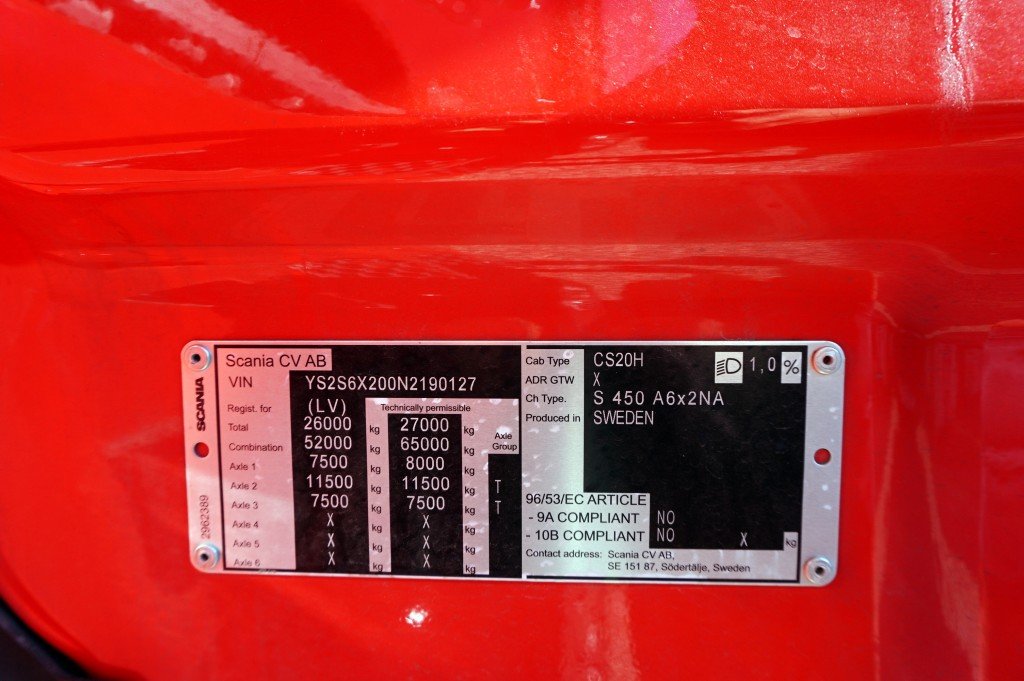 Scania CV AB
VIN YS2S6X200N2190127
Regist. for (LV) Technically permissible
Total 26000 kg 27000 kg
Combination 52000 kg 65000 kg Axle Group
Axle 1 7500 kg 8000 kg
Axle 2 11500 kg 11500 kg T
Axle 3 7500 kg 7500 kg T
Axle 4 X kg X kg
Axle 5 X kg X kg
Axle 6 X kg X kg
SCANIA
2962389
Cab Type CS20H 1,0 %
ADR GTW X
Ch Type. S 450 A6x2NA
Produced in SWEDEN
96/53/EC ARTICLE
- 9A COMPLIANT NO
- 10B COMPLIANT NO X kg
Contact address: Scania CV AB,
SE 151 87, Södertälje, Sweden